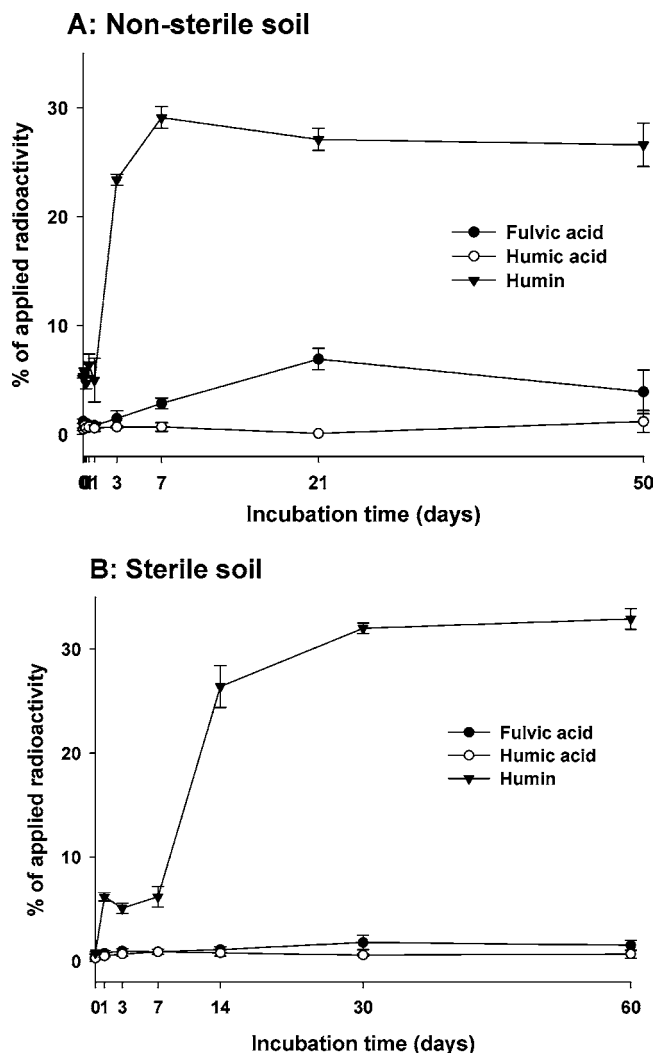 A: Non-sterile soil
% of applied radioactivity
30
20
10
0
Fulvic acid
Humic acid
Humin
1 3 7 21 50
Incubation time (days)
B: Sterile soil
% of applied radioactivity
30
20
10
0
Fulvic acid
Humic acid
Humin
0 1 3 7 14 30 60
Incubation time (days)